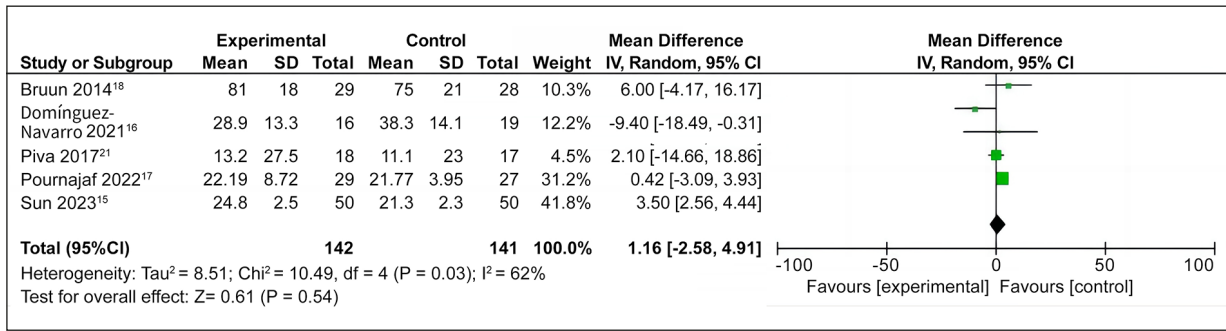 Experimental Control Mean Difference Mean Difference
Study or Subgroup Mean SD Total Mean SD Total Weight IV, Random, 95% CI IV, Random, 95% CI
Bruun 2014¹⁸ 81 18 29 75 21 28 10.3% 6.00 [-4.17, 16.17]
Domínguez-
Navarro 2021¹⁶ 28.9 13.3 16 38.3 14.1 19 12.2% -9.40 [-18.49, -0.31]
Piva 2017²¹ 13.2 27.5 18 11.1 23 17 4.5% 2.10 [-14.66, 18.86]
Pournajaf 2022¹⁷ 22.19 8.72 29 21.77 3.95 27 31.2% 0.42 [-3.09, 3.93]
Sun 2023¹⁵ 24.8 2.5 50 21.3 2.3 50 41.8% 3.50 [2.56, 4.44]
Total (95%CI) 142 141 100.0% 1.16 [-2.58, 4.91]
Heterogeneity: Tau² = 8.51; Chi² = 10.49, df = 4 (P = 0.03); I² = 62%
Test for overall effect: Z= 0.61 (P = 0.54)
-100 -50 0 50 100
Favours [experimental] Favours [control]